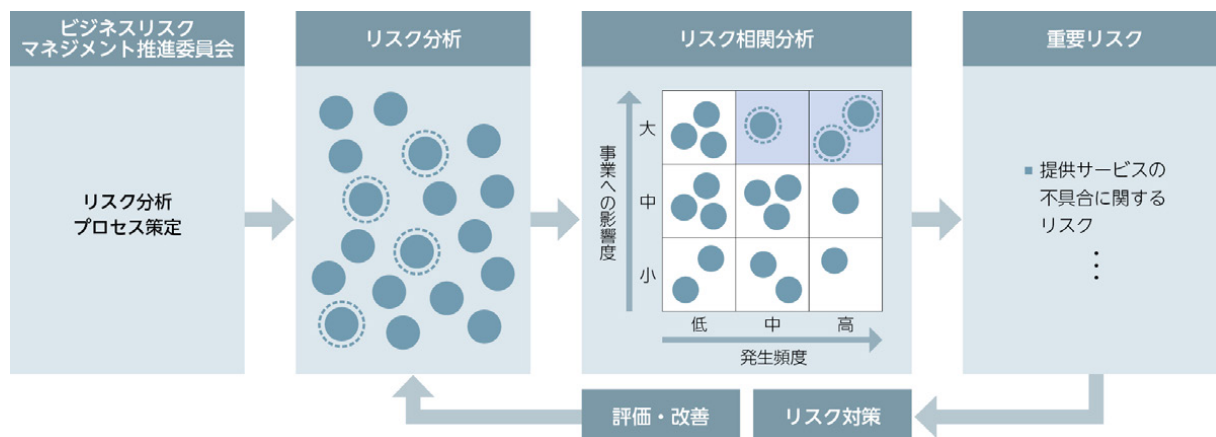 ビジネスリスク
マネジメント推進委員会
リスク分析
プロセス策定
リスク分析
リスク相関分析
事業への影響度
大
中
小
低
中
高
発生頻度
重要リスク
■ 提供サービスの
不具合に関する
リスク
⋮
リスク対策
評価・改善